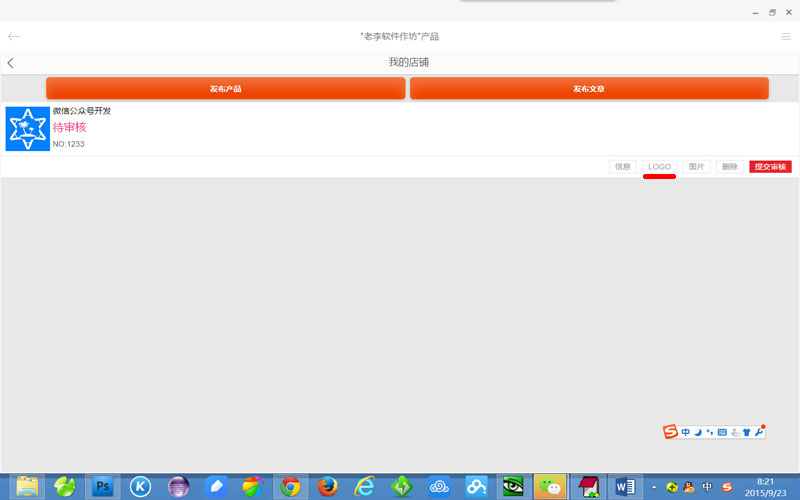 "老李软件作坊"产品
我的店铺
发布产品 发布文章
微信公众号开发
待审核
NO:1233
信息 LOGO 图片 删除 提交审核
中
Ps K W 中 8:21
2015/9/23